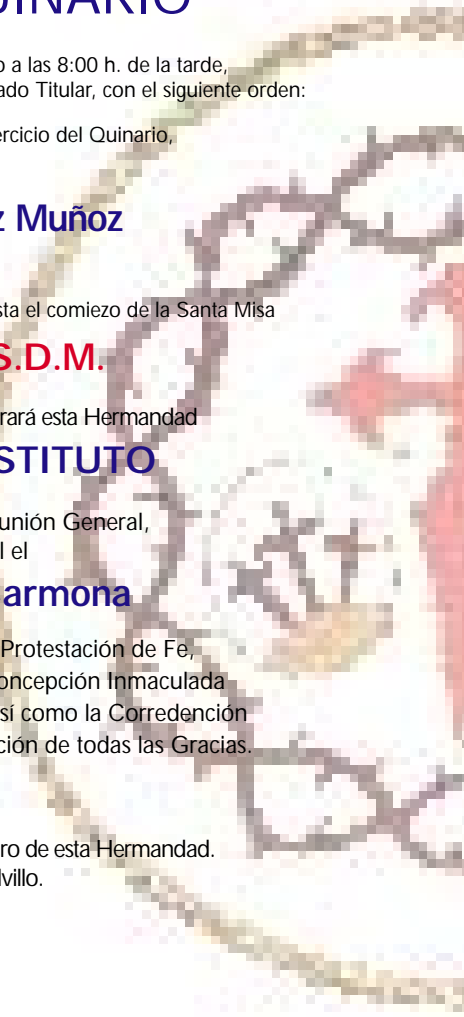 UINARIO
o a las 8:00 h. de la tarde,
ado Titular, con el siguiente orden:
ercicio del Quinario,
z Muñoz
sta el comiezo de la Santa Misa
S.D.M.
rará esta Hermandad
STITUTO
unión General,
l el
armona
Protestación de Fe,
oncepción Inmaculada
sí como la Corredención
ción de todas las Gracias.
ro de esta Hermandad.
lvillo.